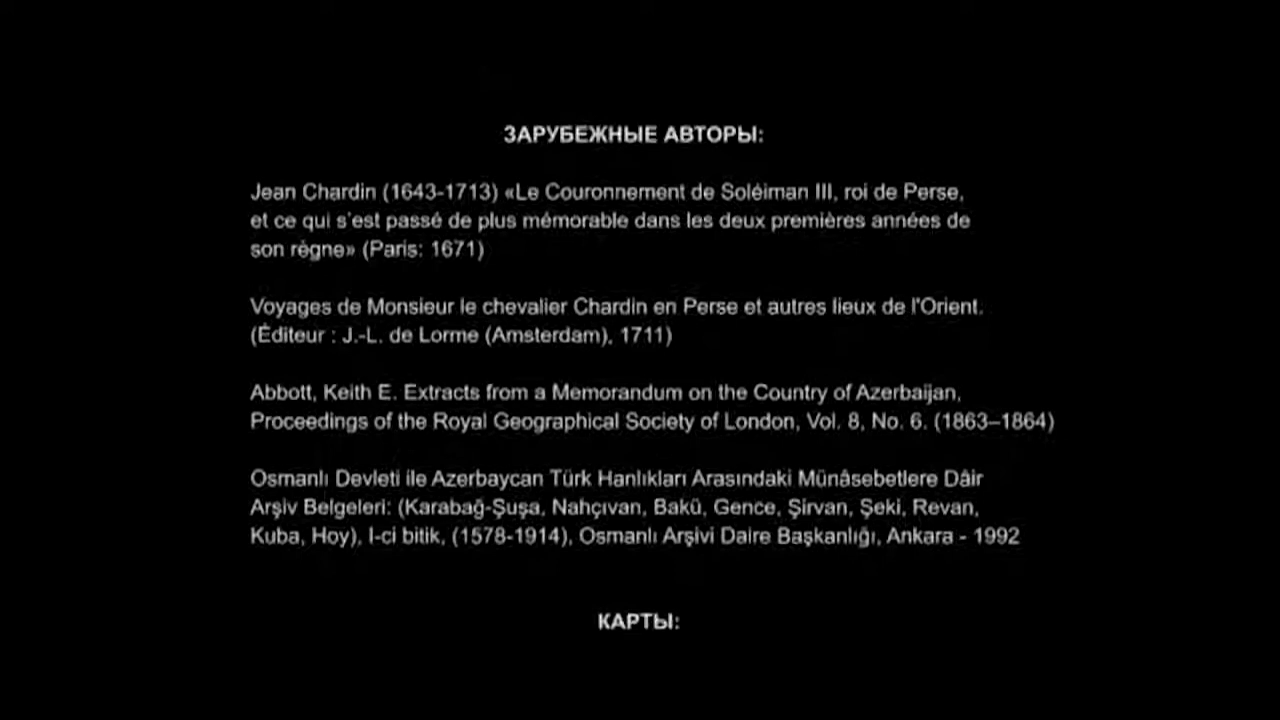 ЗАРУБЕЖНЫЕ АВТОРЫ:
Jean Chardin (1643-1713) «Le Couronnement de Soléiman III, roi de Perse,
et ce qui s'est passé de plus mémorable dans les deux premières années de
son règne» (Paris: 1671)
Voyages de Monsieur le chevalier Chardin en Perse et autres lieux de l'Orient.
(Éditeur : J.-L. de Lorme (Amsterdam), 1711)
Abbott, Keith E. Extracts from a Memorandum on the Country of Azerbaijan,
Proceedings of the Royal Geographical Society of London, Vol. 8, No. 6. (1863–1864)
Osmanlı Devleti ile Azerbaycan Türk Hanlıkları Arasındaki Münâsebetlere Dâir
Arşiv Belgeleri: (Karabağ-Şuşa, Nahçıvan, Bakü, Gence, Şirvan, Şeki, Revan,
Kuba, Hoy), I-ci bitik, (1578-1914), Osmanlı Arşivi Daire Başkanlığı, Ankara - 1992
КАРТЫ: